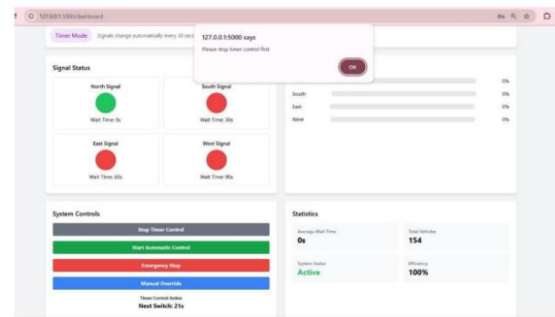 127.0.0.1:5000/dashboard
Timer Mode Signals change automatically every 30
127.0.0.1:5000 says
Please stop timer control first
OK
Signal Status
North Signal
Wait Time: 0s
South Signal
Wait Time: 30s
East Signal
Wait Time: 60s
West Signal
Wait Time: 90s
0%
South 0%
East 0%
West 0%
System Controls
Stop Timer Control
Start Automatic Control
Emergency Stop
Manual Override
Timer Control Active
Next Switch: 21s
Statistics
Average Wait Time
0s
Total Vehicles
154
System Status
Active
Efficiency
100%